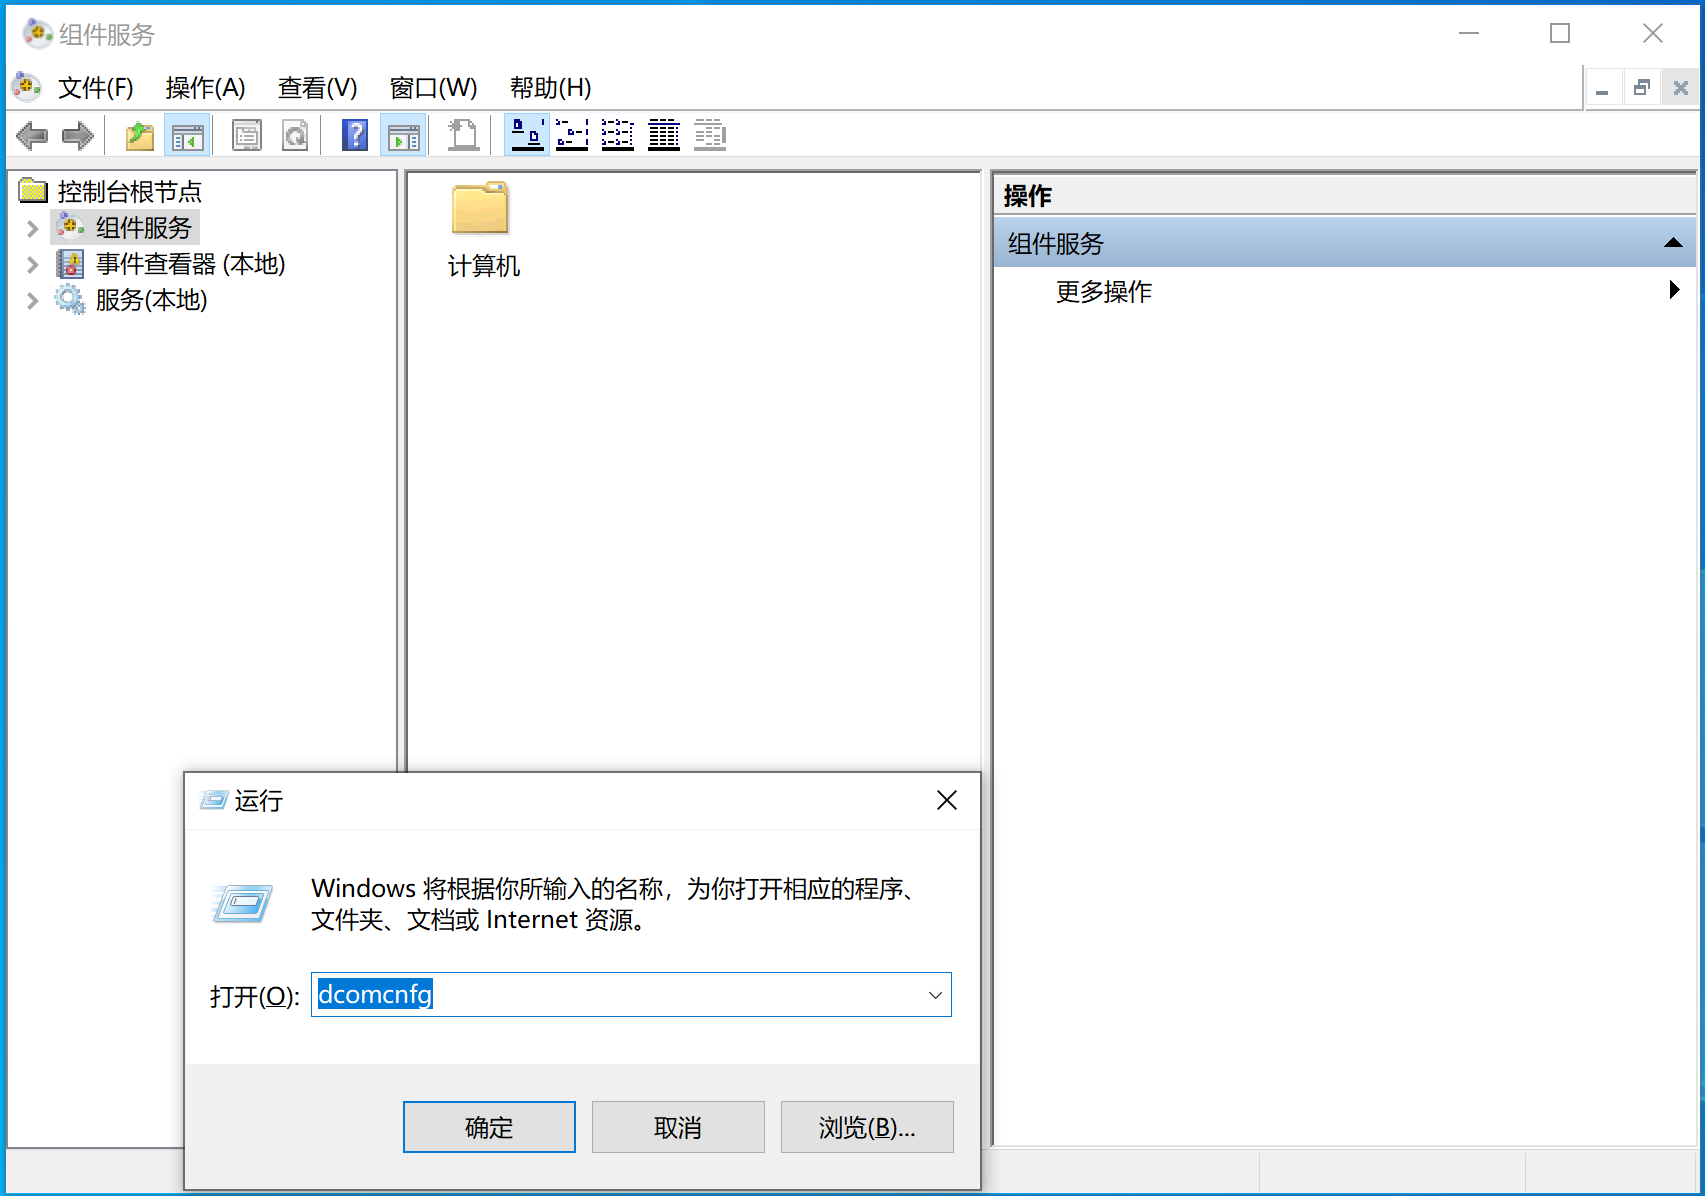 组件服务
文件(F) 操作(A) 查看(V) 窗口(W) 帮助(H)
控制台根节点
组件服务
事件查看器 (本地)
服务(本地)
计算机
操作
组件服务
更多操作
运行
Windows 将根据你所输入的名称，为你打开相应的程序、
文件夹、文档或 Internet 资源。
打开(O):
dcomcnfg
确定
取消
浏览(B)...